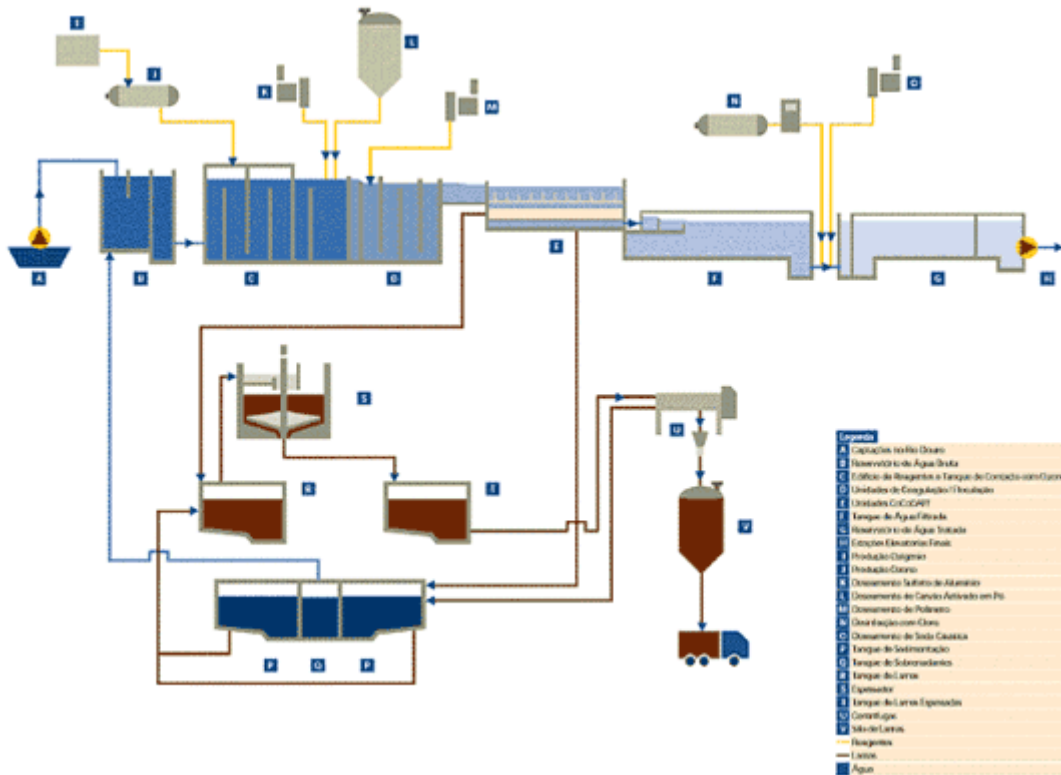 I
J
K
L
M
N
O
A
B
C
D
E
F
G
H
S
R
T
U
V
P
Q
P
Legenda
A Captações no Rio Douro
B Reservatório de Água Bruta
C Edifício de Reagentes e Tanque de Contacto com Ozono
D Unidades de Coagulação / Floculação
E Unidades CoCoDAFF
F Tanque de Água Filtrada
G Reservatório de Água Tratada
H Estações Elevatórias Finais
I Produção Oxigénio
J Produção Ozono
K Doseamento Sulfato de Alumínio
L Doseamento de Carvão Activado em Pó
M Doseamento de Polímero
N Desinfecção com Cloro
O Doseamento de Soda Caustica
P Tanque de Sedimentação
Q Tanque de Sobrenadantes
R Tanque de Lamas
S Espessador
T Tanque de Lamas Espessadas
U Centrífugas
V Silo de Lamas
Reagentes
Lamas
Água